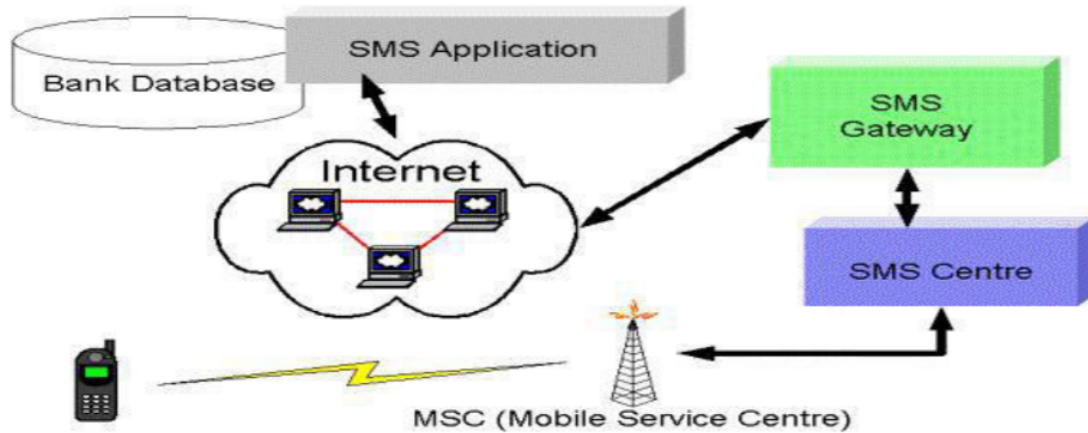 SMS Application
Bank Database
SMS
Gateway
Internet
SMS Centre
MSC (Mobile Service Centre)